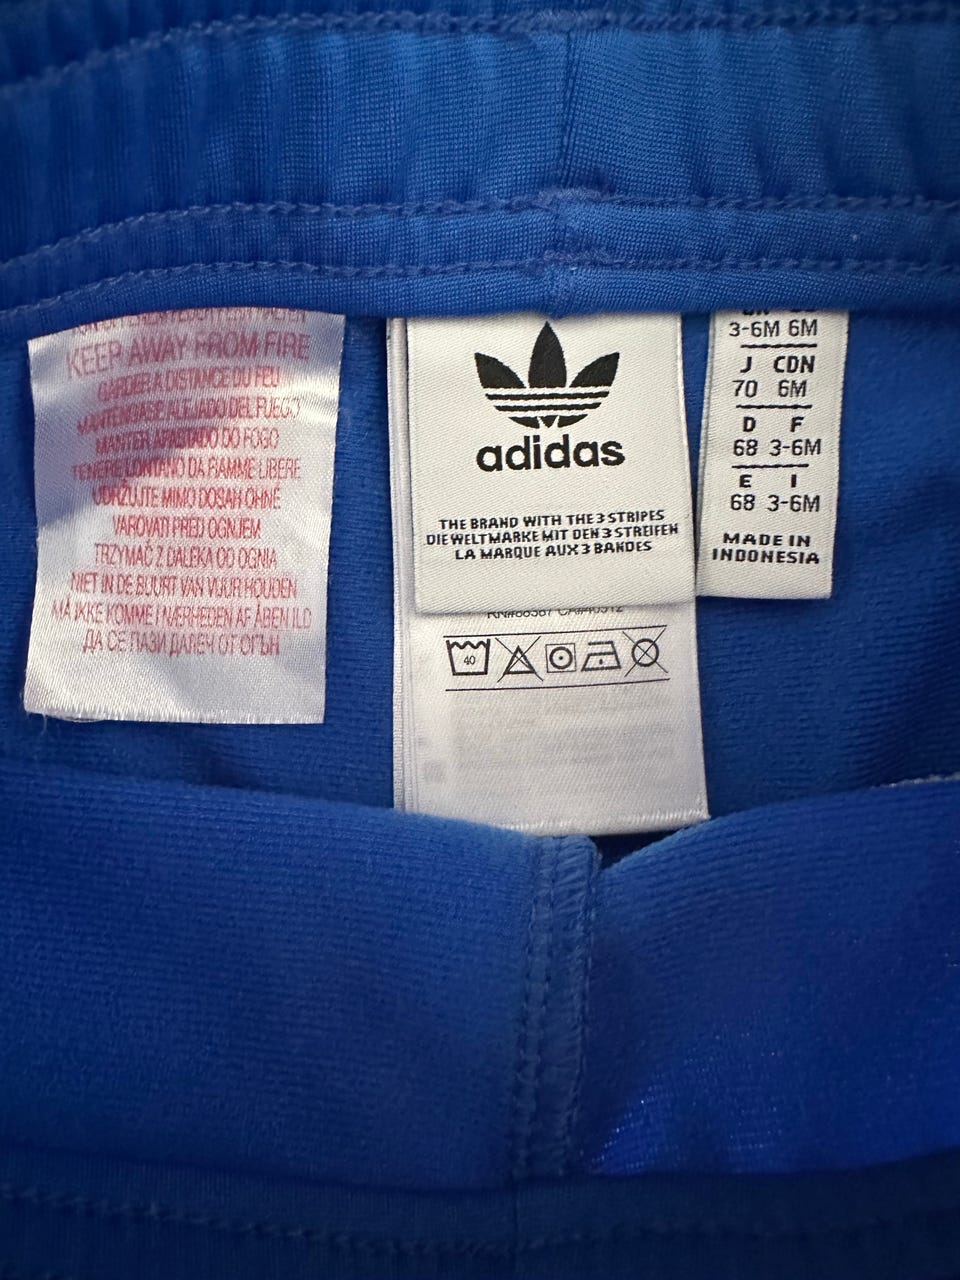 KEEP AWAY FROM FIRE
GARDER A DISTANCE DU FEU
MANTENGASE ALEJADO DEL FUEGO
MANTER AFASTADO DO FOGO
TENERE LONTANO DA FIAMME LIBERE
UDRŽUJTE MIMO DOSAH OHNĚ
VAROVATI PRED OGNJEM
TRZYMAĆ Z DALEKA OD OGNIA
NIET IN DE BUURT VAN VUUR HOUDEN
MÅ IKKE KOMME I NÆRHEDEN AF ÅBEN ILD
ДА СЕ ПАЗИ ДАЛЕЧ ОТ ОГЪН
adidas
THE BRAND WITH THE 3 STRIPES
DIE WELTMARKE MIT DEN 3 STREIFEN
LA MARQUE AUX 3 BANDES
40
3-6M 6M
J CDN
70 6M
D F
68 3-6M
E I
68 3-6M
MADE IN
INDONESIA